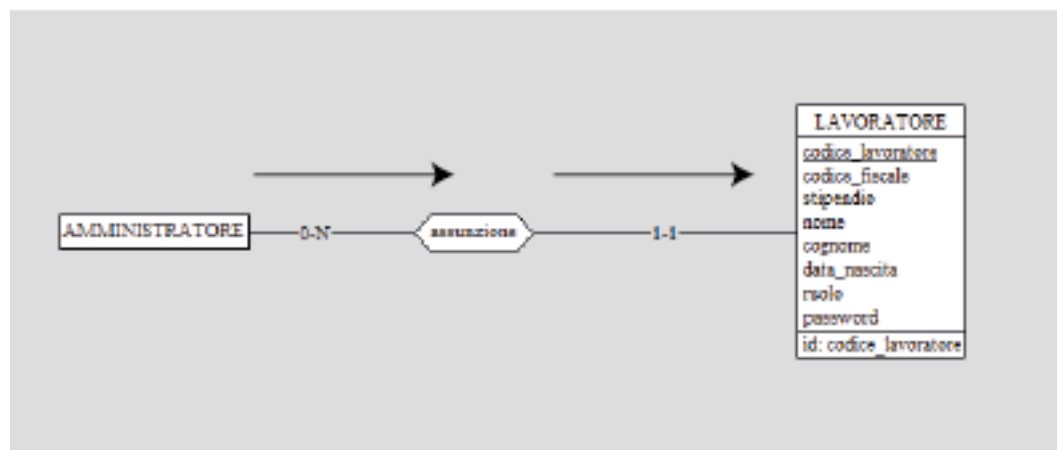 AMMINISTRATORE
0-N
assunzione
1-1
LAVORATORE
codice_lavoratore
codice_fiscale
stipendio
nome
cognome
data_nascita
ruolo
password
id: codice_lavoratore